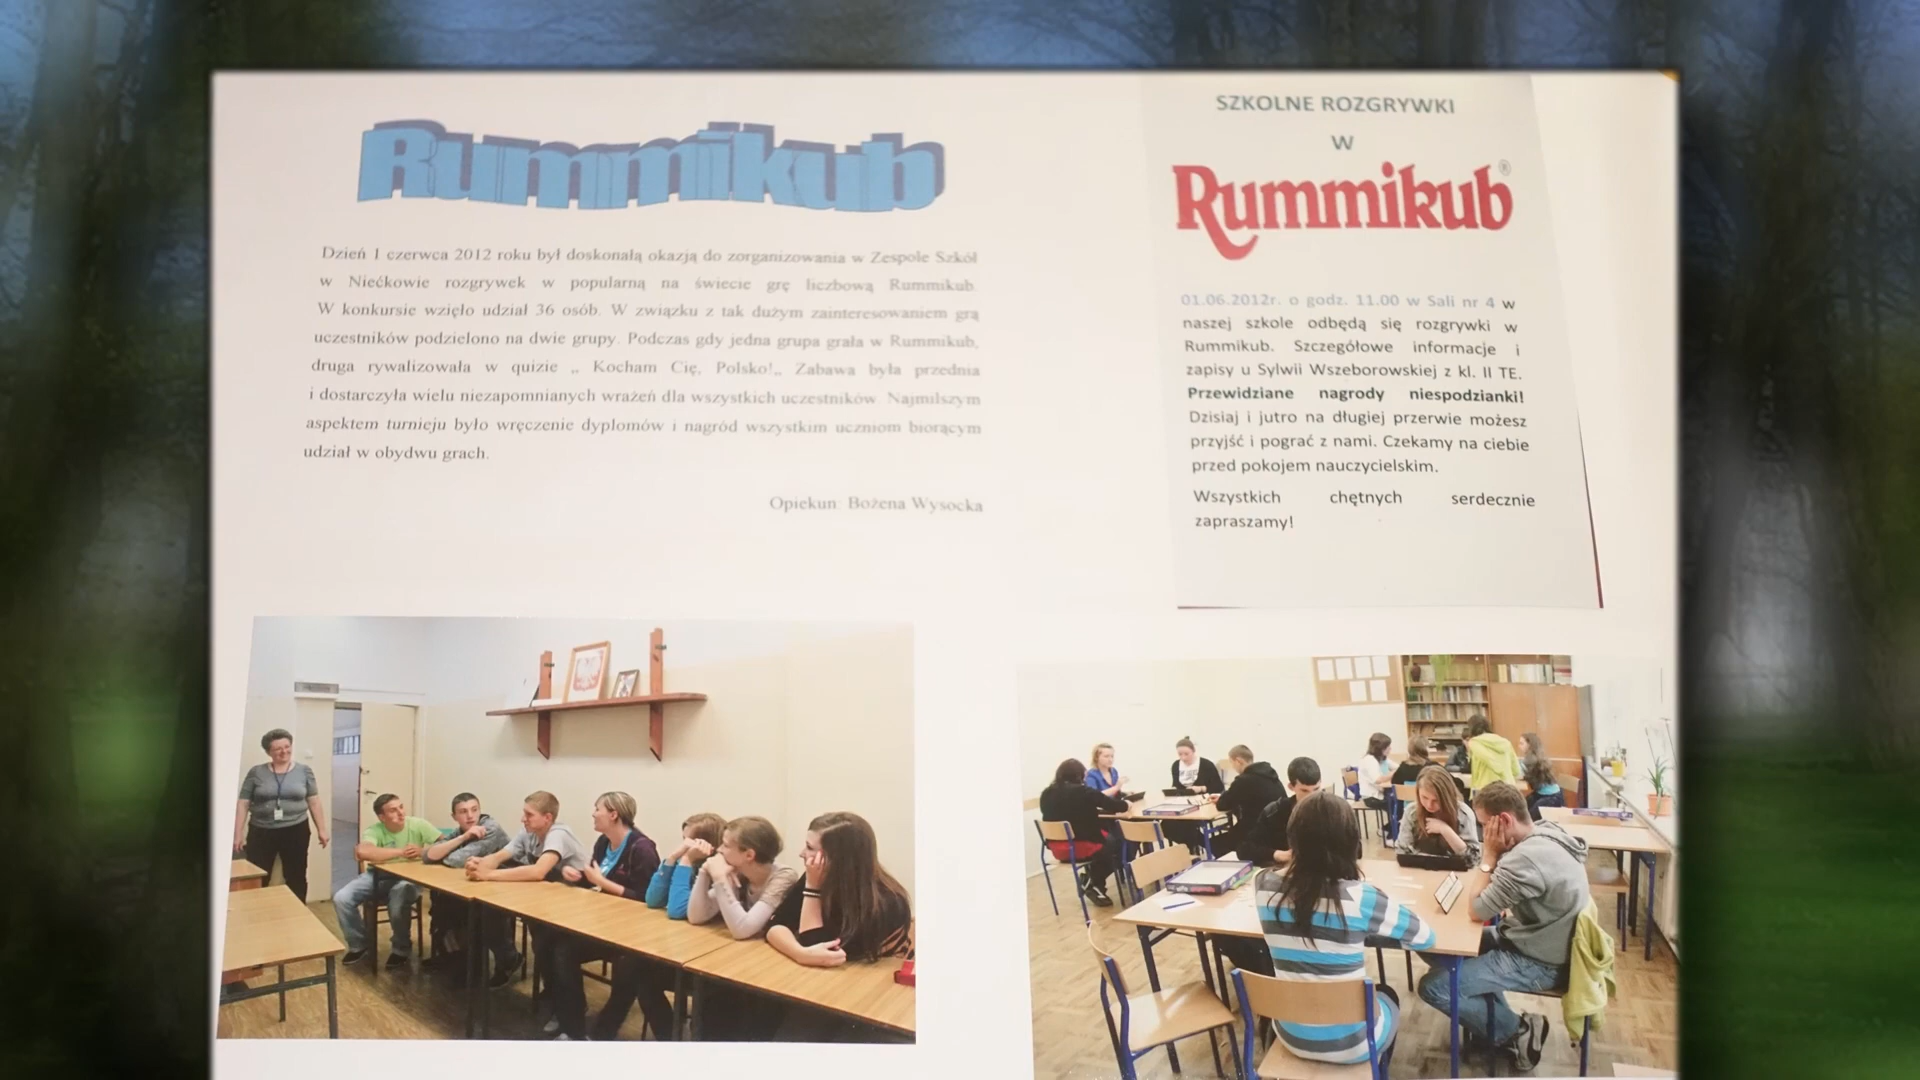 Rummikub
Dzień 1 czerwca 2012 roku był doskonałą okazją do zorganizowania w Zespole Szkół
w Niećkowie rozgrywek w popularną na świecie grę liczbową Rummikub.
W konkursie wzięło udział 36 osób. W związku z tak dużym zainteresowaniem grą
uczestników podzielono na dwie grupy. Podczas gdy jedna grupa grała w Rummikub,
druga rywalizowała w quizie „ Kocham Cię, Polsko!„ Zabawa była przednia
i dostarczyła wielu niezapomnianych wrażeń dla wszystkich uczestników. Najmilszym
aspektem turnieju było wręczenie dyplomów i nagród wszystkim uczniom biorącym
udział w obydwu grach.
Opiekun: Bożena Wysocka
SZKOLNE ROZGRYWKI
W
Rummikub®
01.06.2012r. o godz. 11.00 w Sali nr 4 w
naszej szkole odbędą się rozgrywki w
Rummikub. Szczegółowe informacje i
zapisy u Sylwii Wszeborowskiej z kl. II TE.
Przewidziane nagrody niespodzianki!
Dzisiaj i jutro na długiej przerwie możesz
przyjść i pograć z nami. Czekamy na ciebie
przed pokojem nauczycielskim.
Wszystkich chętnych serdecznie
zapraszamy!